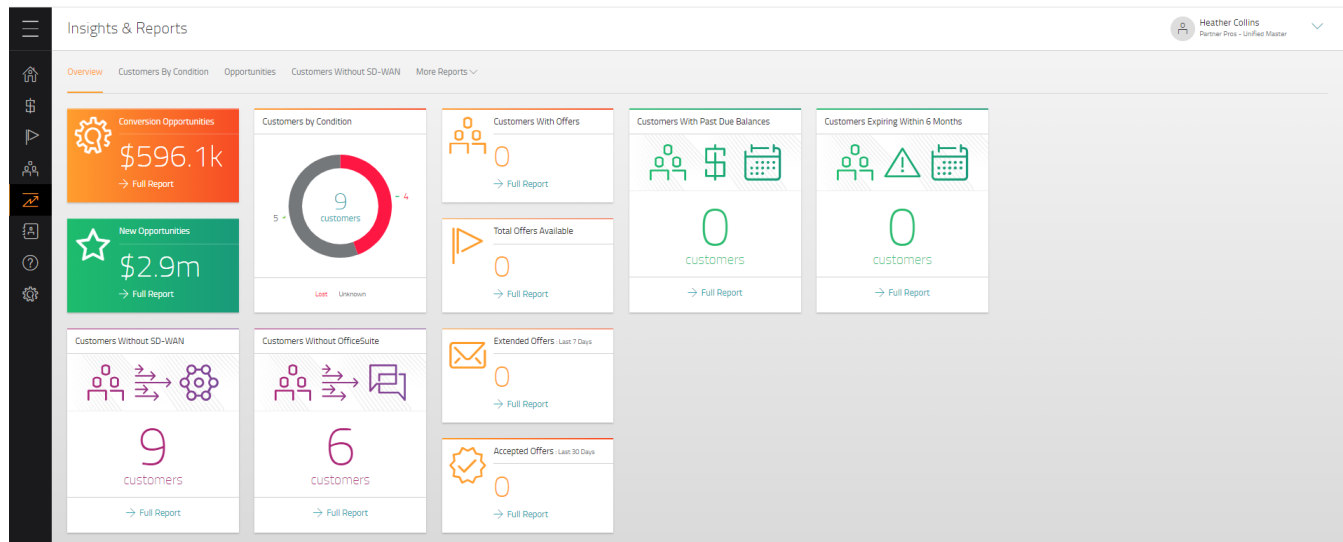 Insights & Reports
Heather Collins
Partner Pros - Unified Master
Overview
Customers By Condition
Opportunities
Customers Without SD-WAN
More Reports
Conversion Opportunities
$596.1k
→ Full Report
New Opportunities
$2.9m
→ Full Report
Customers by Condition
9
customers
5
4
Lost Unknown
Customers With Offers
0
→ Full Report
Total Offers Available
0
→ Full Report
Customers With Past Due Balances
0
customers
→ Full Report
Customers Expiring Within 6 Months
0
customers
→ Full Report
Customers Without SD-WAN
9
customers
→ Full Report
Customers Without OfficeSuite
6
customers
→ Full Report
Extended Offers : Last 7 Days
0
→ Full Report
Accepted Offers : Last 30 Days
0
→ Full Report